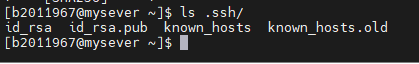 [b2011967@mysever ~]$ ls .ssh/
id_rsa  id_rsa.pub  known_hosts  known_hosts.old
[b2011967@mysever ~]$